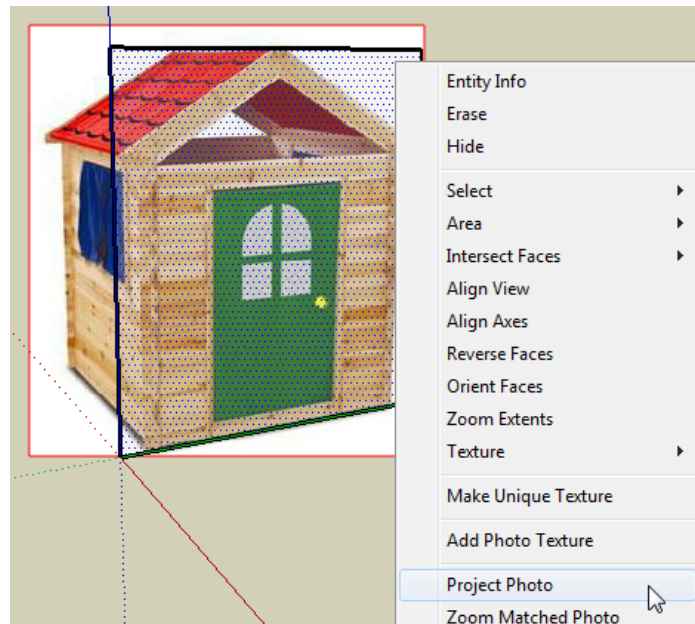 Entity Info
Erase
Hide
Select
Area
Intersect Faces
Align View
Align Axes
Reverse Faces
Orient Faces
Zoom Extents
Texture
Make Unique Texture
Add Photo Texture
Project Photo
Zoom Matched Photo